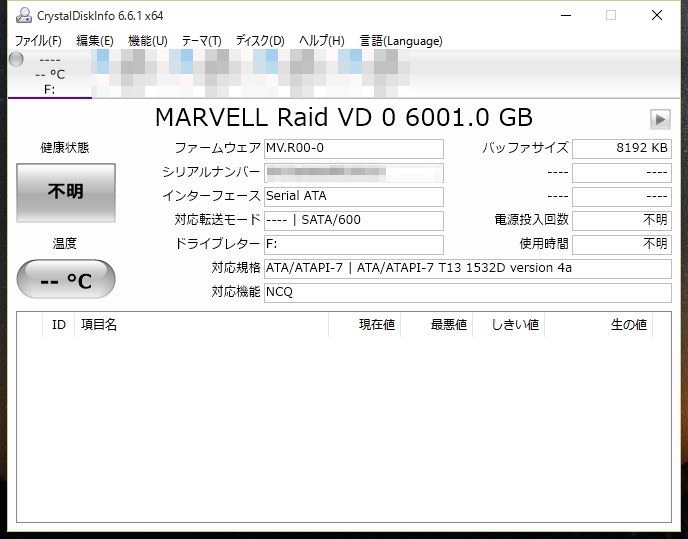 CrystalDiskInfo 6.6.1 x64
ファイル(F) 編集(E) 機能(U) テーマ(T) ディスク(D) ヘルプ(H) 言語(Language)
----
-- °C
F:
MARVELL Raid VD 0 6001.0 GB
健康状態
不明
温度
-- °C
ファームウェア MV.R00-0 バッファサイズ 8192 KB
シリアルナンバー ---- ----
インターフェース Serial ATA ---- ----
対応転送モード ---- | SATA/600 電源投入回数 不明
ドライブレター F: 使用時間 不明
対応規格 ATA/ATAPI-7 | ATA/ATAPI-7 T13 1532D version 4a
対応機能 NCQ
ID 項目名 現在値 最悪値 しきい値 生の値